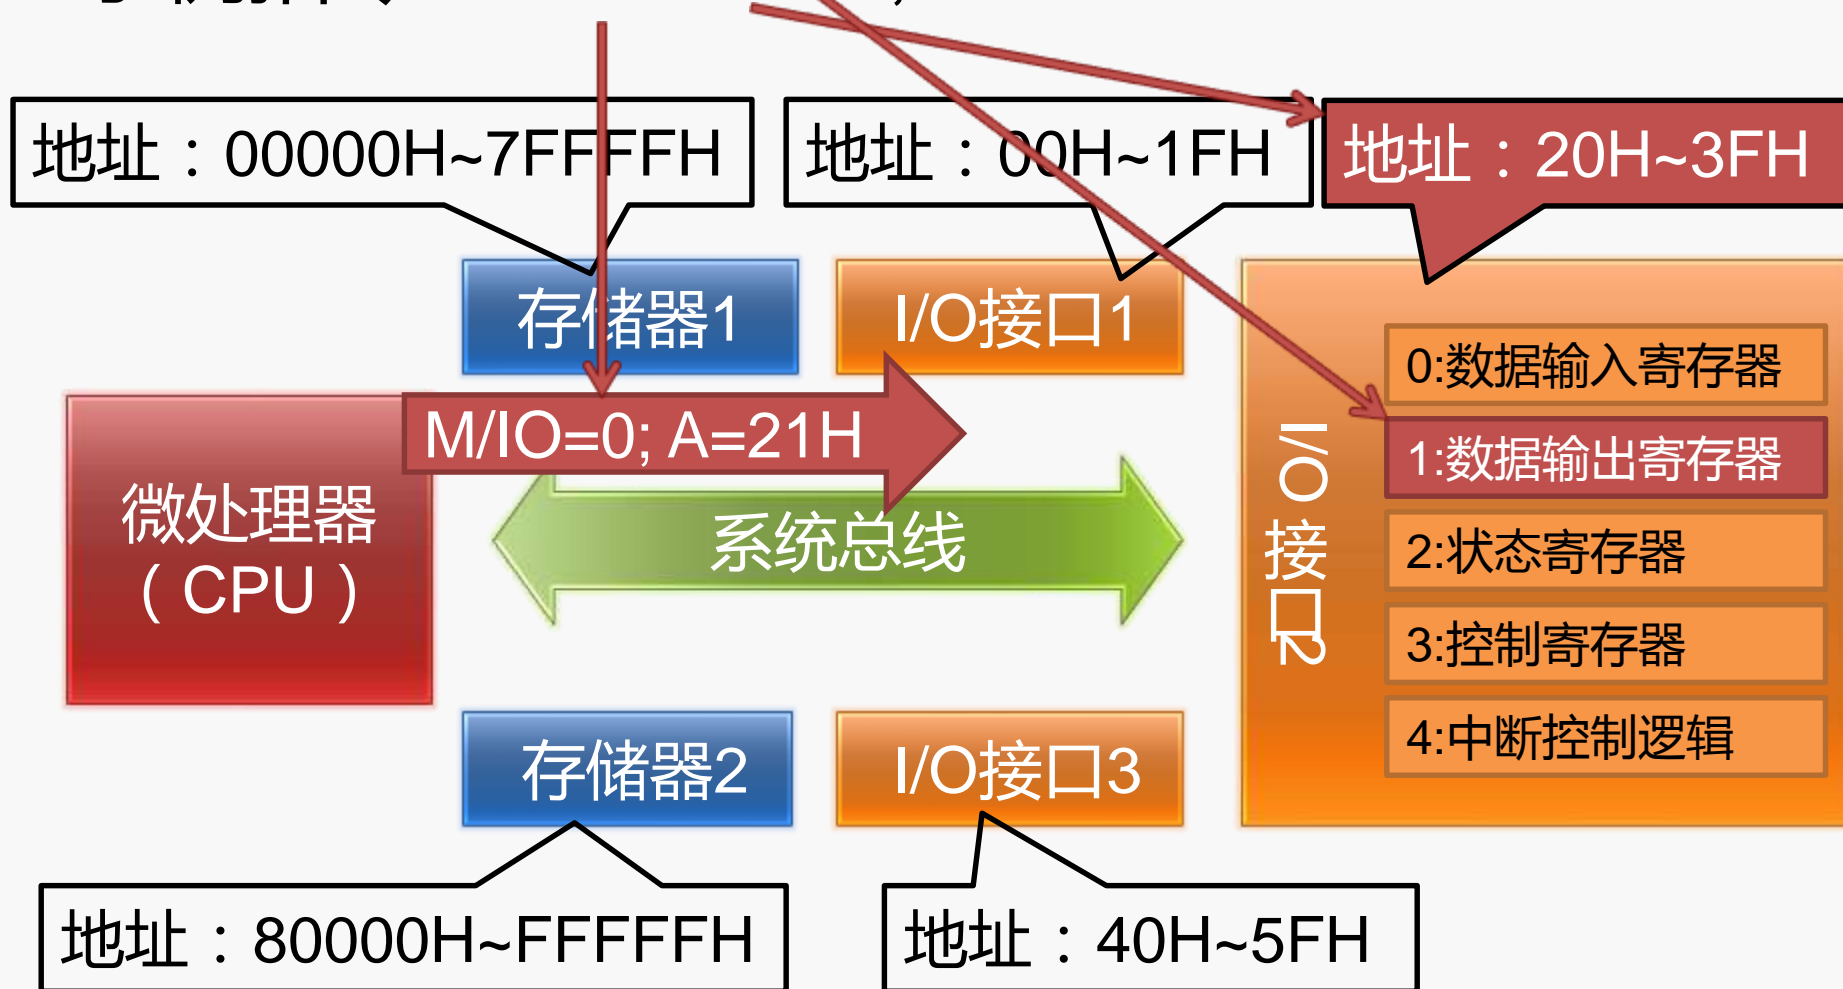 地址：00000H~7FFFFH
地址：00H~1FH
地址：20H~3FH
存储器1
I/O接口1
M/IO=0; A=21H
微处理器
（CPU）
系统总线
I/O接口2
0:数据输入寄存器
1:数据输出寄存器
2:状态寄存器
3:控制寄存器
4:中断控制逻辑
存储器2
I/O接口3
地址：80000H~FFFFFH
地址：40H~5FH